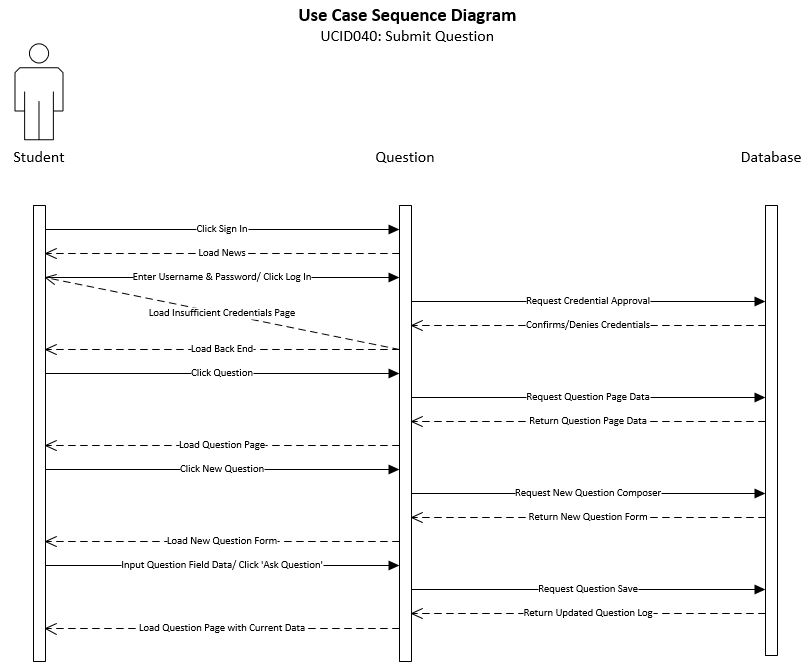 Use Case Sequence Diagram
UCID040: Submit Question
Student
Question
Database
Click Sign In
Load News
Enter Username & Password/ Click Log In
Request Credential Approval
Load Insufficient Credentials Page
Confirms/Denies Credentials
Load Back End
Click Question
Request Question Page Data
Return Question Page Data
Load Question Page
Click New Question
Request New Question Composer
Return New Question Form
Load New Question Form
Input Question Field Data/ Click 'Ask Question'
Request Question Save
Return Updated Question Log
Load Question Page with Current Data